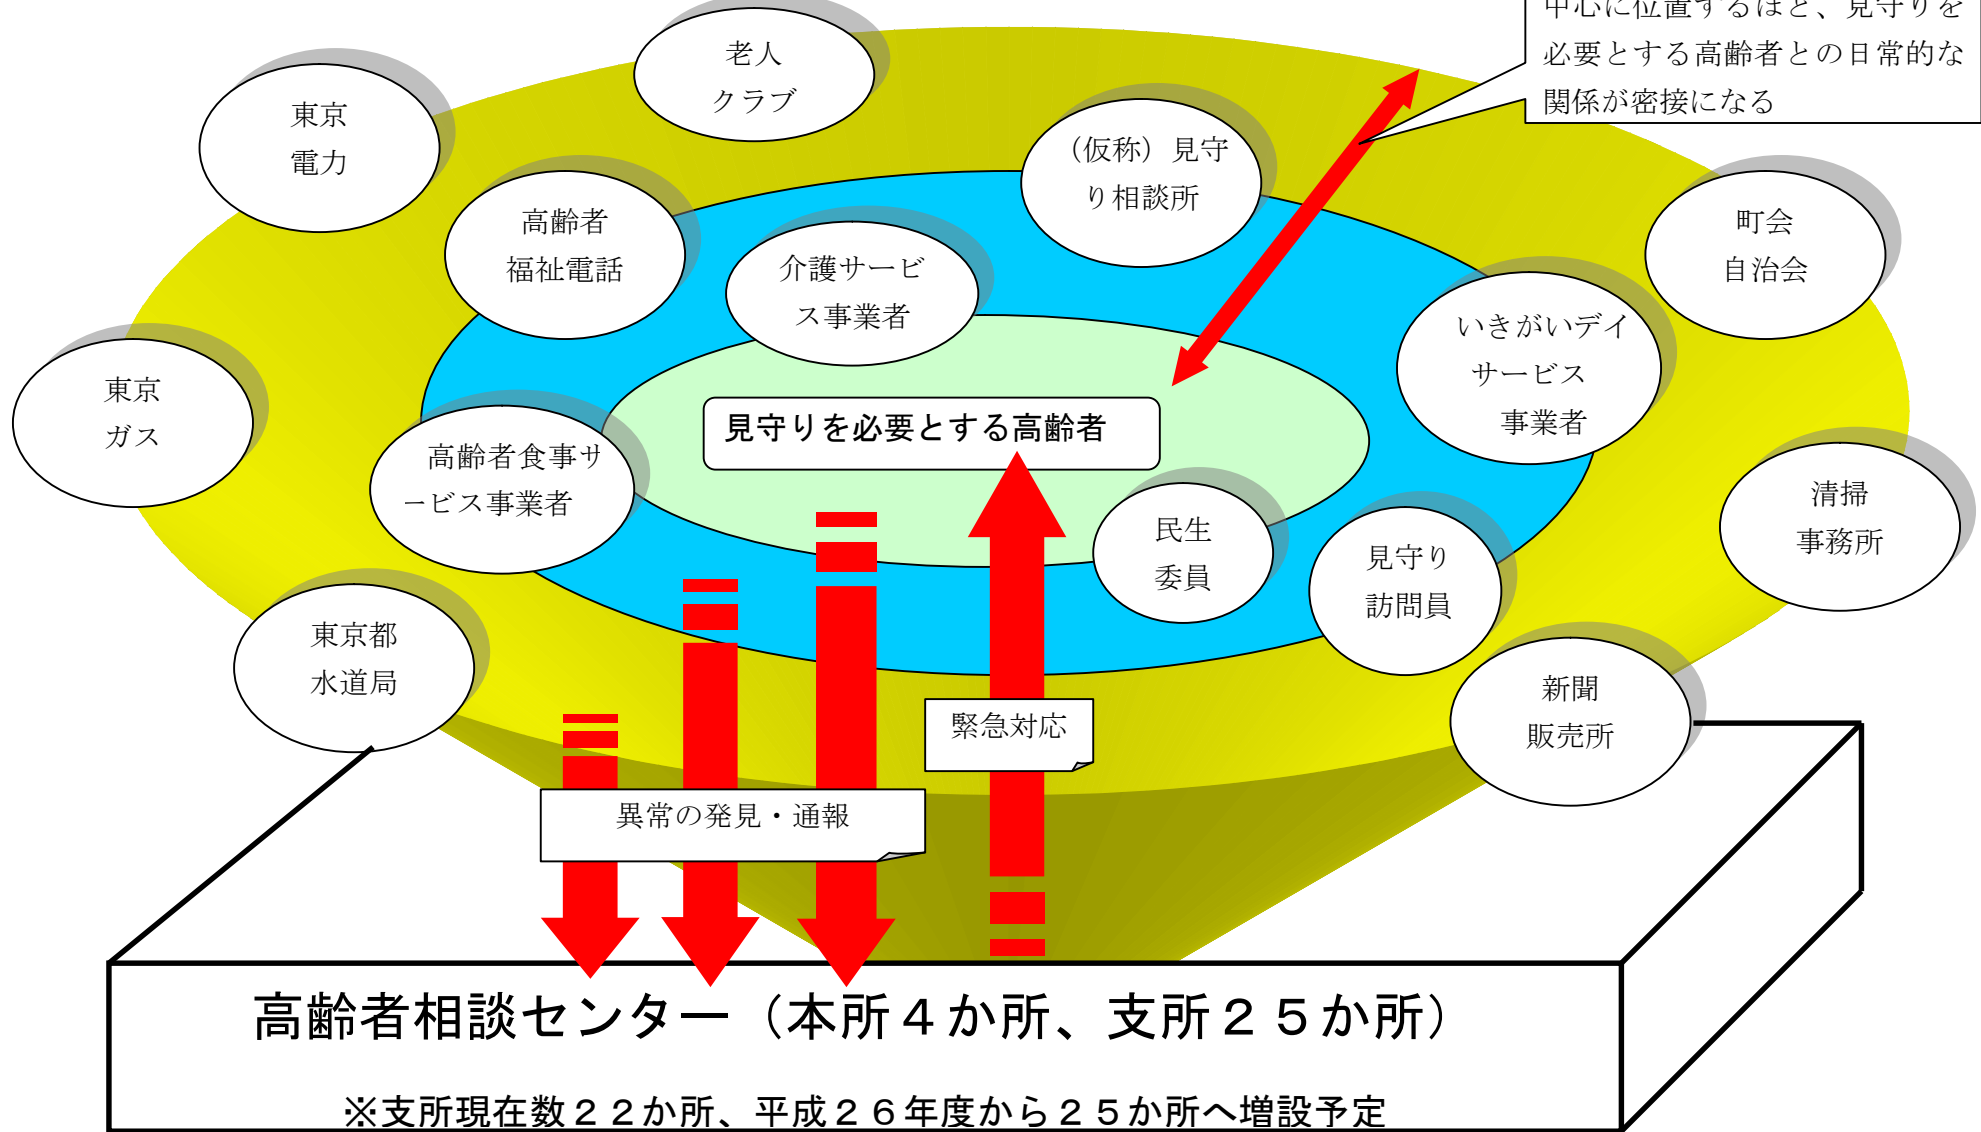 中心に位置するほど、見守りを
必要とする高齢者との日常的な
関係が密接になる
老人
クラブ
東京
電力
（仮称）見守
り相談所
高齢者
福祉電話
町会
自治会
介護サービ
ス事業者
いきがいデイ
サービス
事業者
東京
ガス
見守りを必要とする高齢者
高齢者食事サ
ービス事業者
清掃
事務所
民生
委員
見守り
訪問員
東京都
水道局
新聞
販売所
緊急対応
異常の発見・通報
高齢者相談センター（本所４か所、支所２５か所）
※支所現在数２２か所、平成２６年度から２５か所へ増設予定